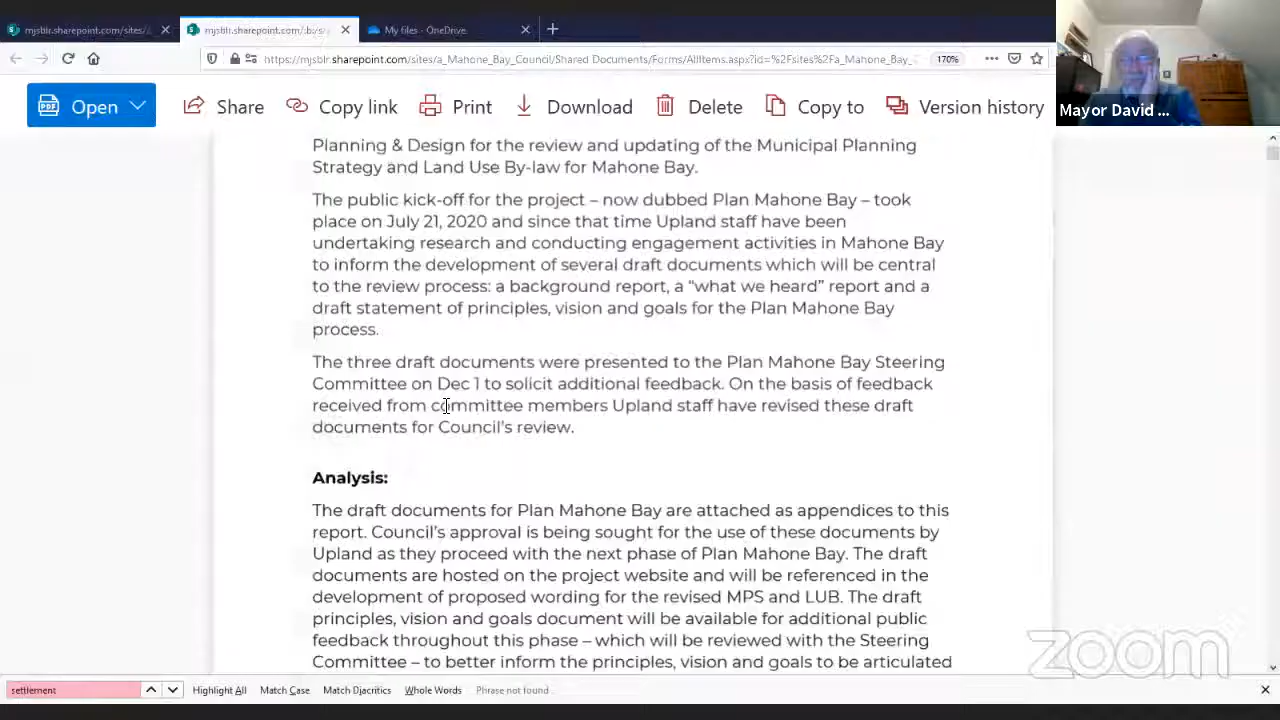 mjsblr.sharepoint.com/sites/
mjsblr.sharepoint.com/:b:/s/
My files - OneDrive
https://mjsblr.sharepoint.com/sites/a_Mahone_Bay_Council/Shared Documents/Forms/AllItems.aspx?id=%2Fsites%2Fa_Mahone_Bay_
170%
Open
Share
Copy link
Print
Download
Delete
Copy to
Version history
Mayor David ...
Planning & Design for the review and updating of the Municipal Planning
Strategy and Land Use By-law for Mahone Bay.
The public kick-off for the project – now dubbed Plan Mahone Bay – took
place on July 21, 2020 and since that time Upland staff have been
undertaking research and conducting engagement activities in Mahone Bay
to inform the development of several draft documents which will be central
to the review process: a background report, a “what we heard” report and a
draft statement of principles, vision and goals for the Plan Mahone Bay
process.
The three draft documents were presented to the Plan Mahone Bay Steering
Committee on Dec 1 to solicit additional feedback. On the basis of feedback
received from committee members Upland staff have revised these draft
documents for Council’s review.
Analysis:
The draft documents for Plan Mahone Bay are attached as appendices to this
report. Council’s approval is being sought for the use of these documents by
Upland as they proceed with the next phase of Plan Mahone Bay. The draft
documents are hosted on the project website and will be referenced in the
development of proposed wording for the revised MPS and LUB. The draft
principles, vision and goals document will be available for additional public
feedback throughout this phase – which will be reviewed with the Steering
Committee – to better inform the principles, vision and goals to be articulated
zoom
settlement
Highlight All
Match Case
Match Diacritics
Whole Words
Phrase not found